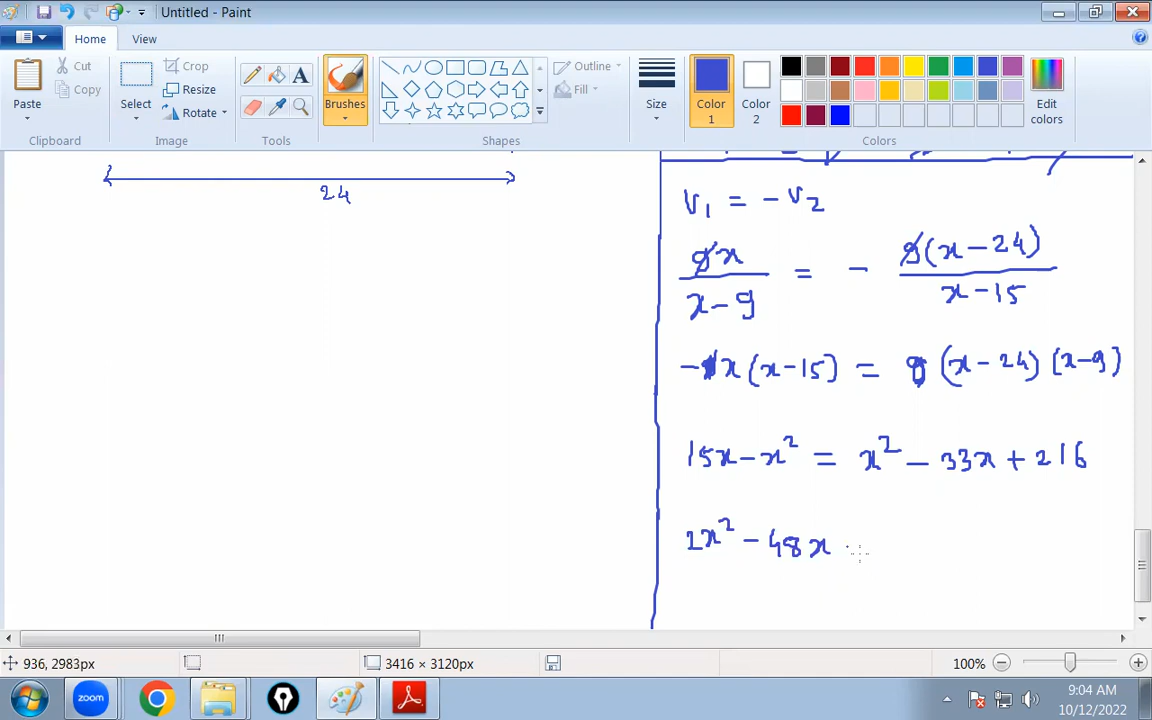 Untitled - Paint
Home View
Paste
Cut
Copy
Clipboard
Select
Crop
Resize
Rotate
Image
Tools
Brushes
Shapes
Outline
Fill
Size
Color 1
Color 2
Edit colors
Colors
24
V₁ = - V₂
9x / x - 9 = - 9(x - 24) / x - 15
- x (x - 15) = (x - 24) (x - 9)
15x - x² = x² - 33x + 216
2x² - 48x
936, 2983px
3416 × 3120px
100%
zoom
9:04 AM
10/12/2022